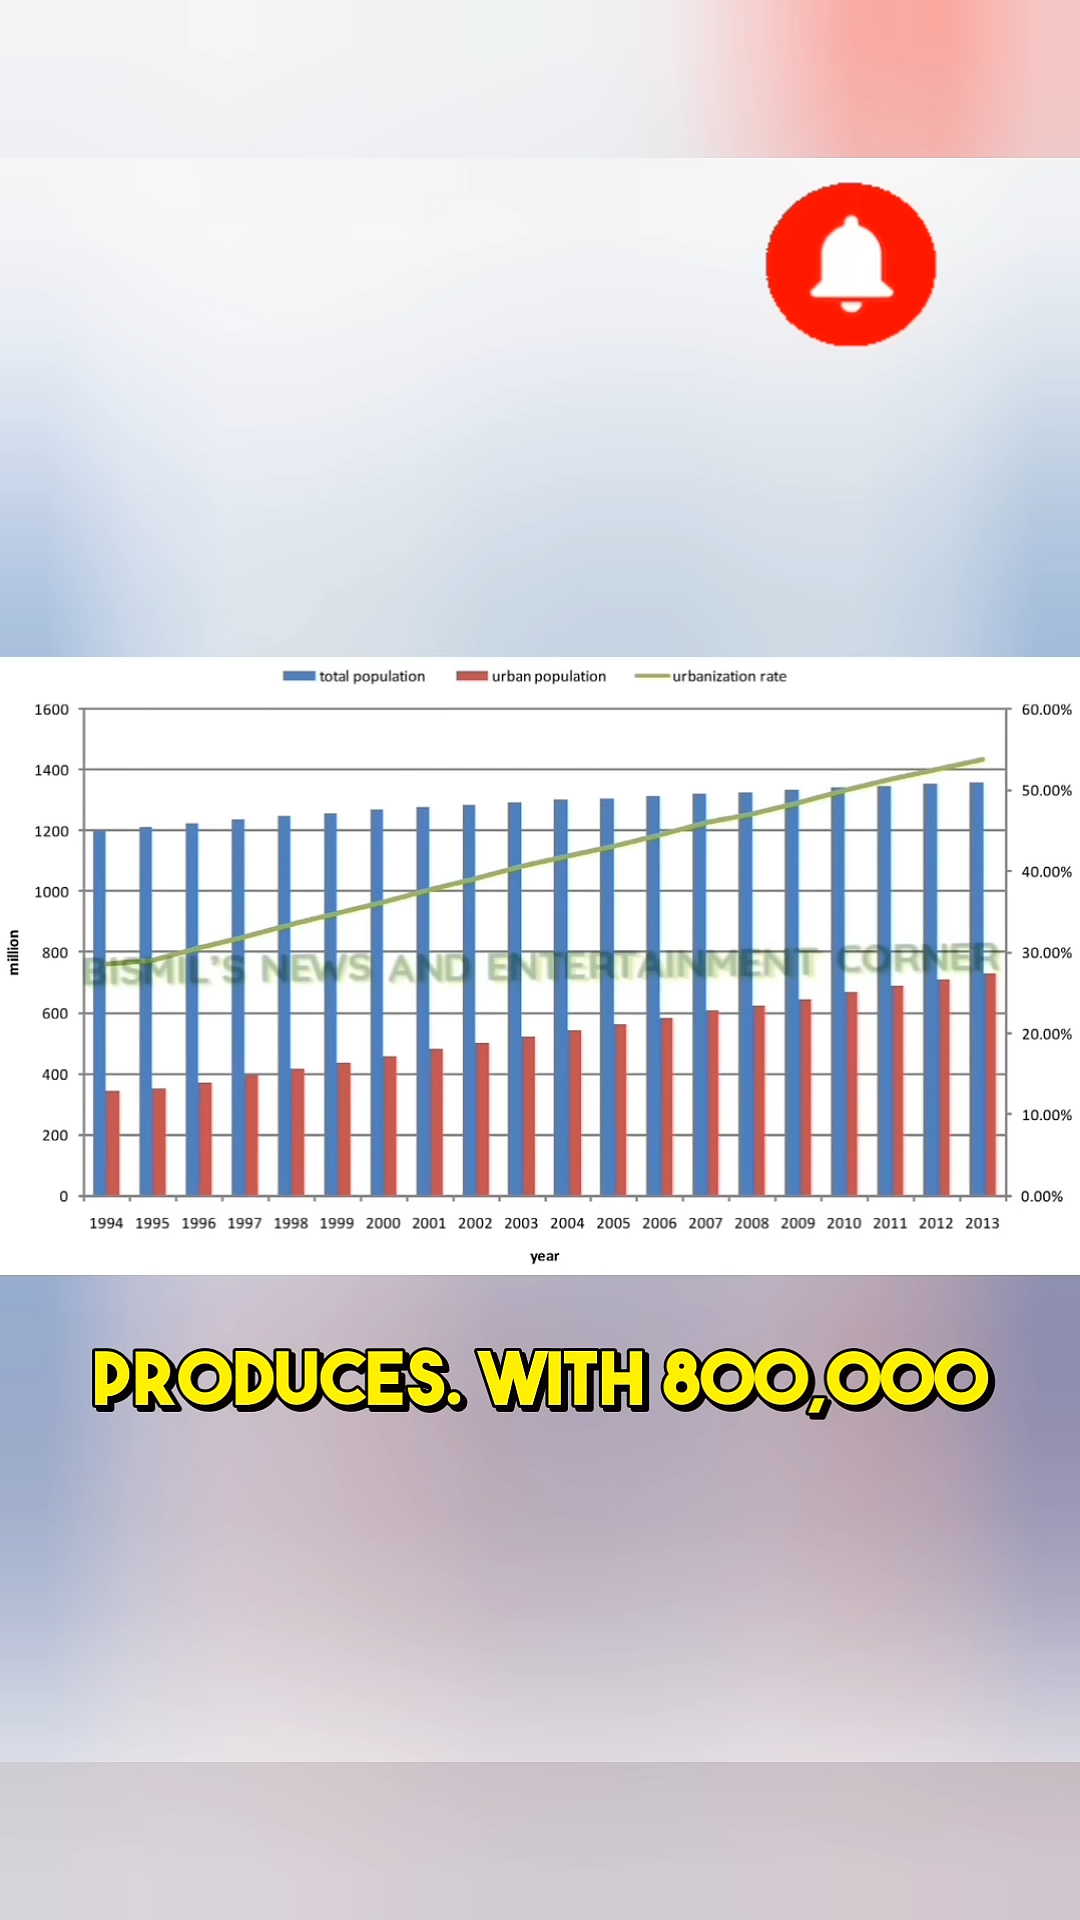 total population urban population urbanization rate
1600 60.00%
1400
50.00%
1200
40.00%
1000
800 30.00%
million
BISMIL'S NEWS AND ENTERTAINMENT CORNER
600
20.00%
400
10.00%
200
0 0.00%
1994 1995 1996 1997 1998 1999 2000 2001 2002 2003 2004 2005 2006 2007 2008 2009 2010 2011 2012 2013
year
PRODUCES. WITH 800,000